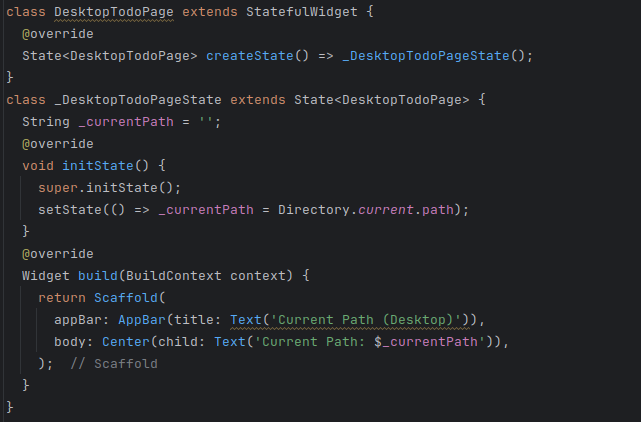 class DesktopTodoPage extends StatefulWidget {
  @override
  State<DesktopTodoPage> createState() => _DesktopTodoPageState();
}
class _DesktopTodoPageState extends State<DesktopTodoPage> {
  String _currentPath = '';
  @override
  void initState() {
    super.initState();
    setState(() => _currentPath = Directory.current.path);
  }
  @override
  Widget build(BuildContext context) {
    return Scaffold(
      appBar: AppBar(title: Text('Current Path (Desktop)')),
      body: Center(child: Text('Current Path: $_currentPath')),
    );  // Scaffold
  }
}